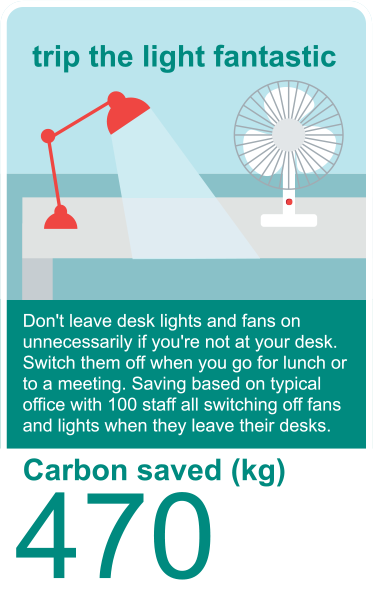 trip the light fantastic
Don't leave desk lights and fans on
unnecessarily if you're not at your desk.
Switch them off when you go for lunch or
to a meeting. Saving based on typical
office with 100 staff all switching off fans
and lights when they leave their desks.
Carbon saved (kg)
470